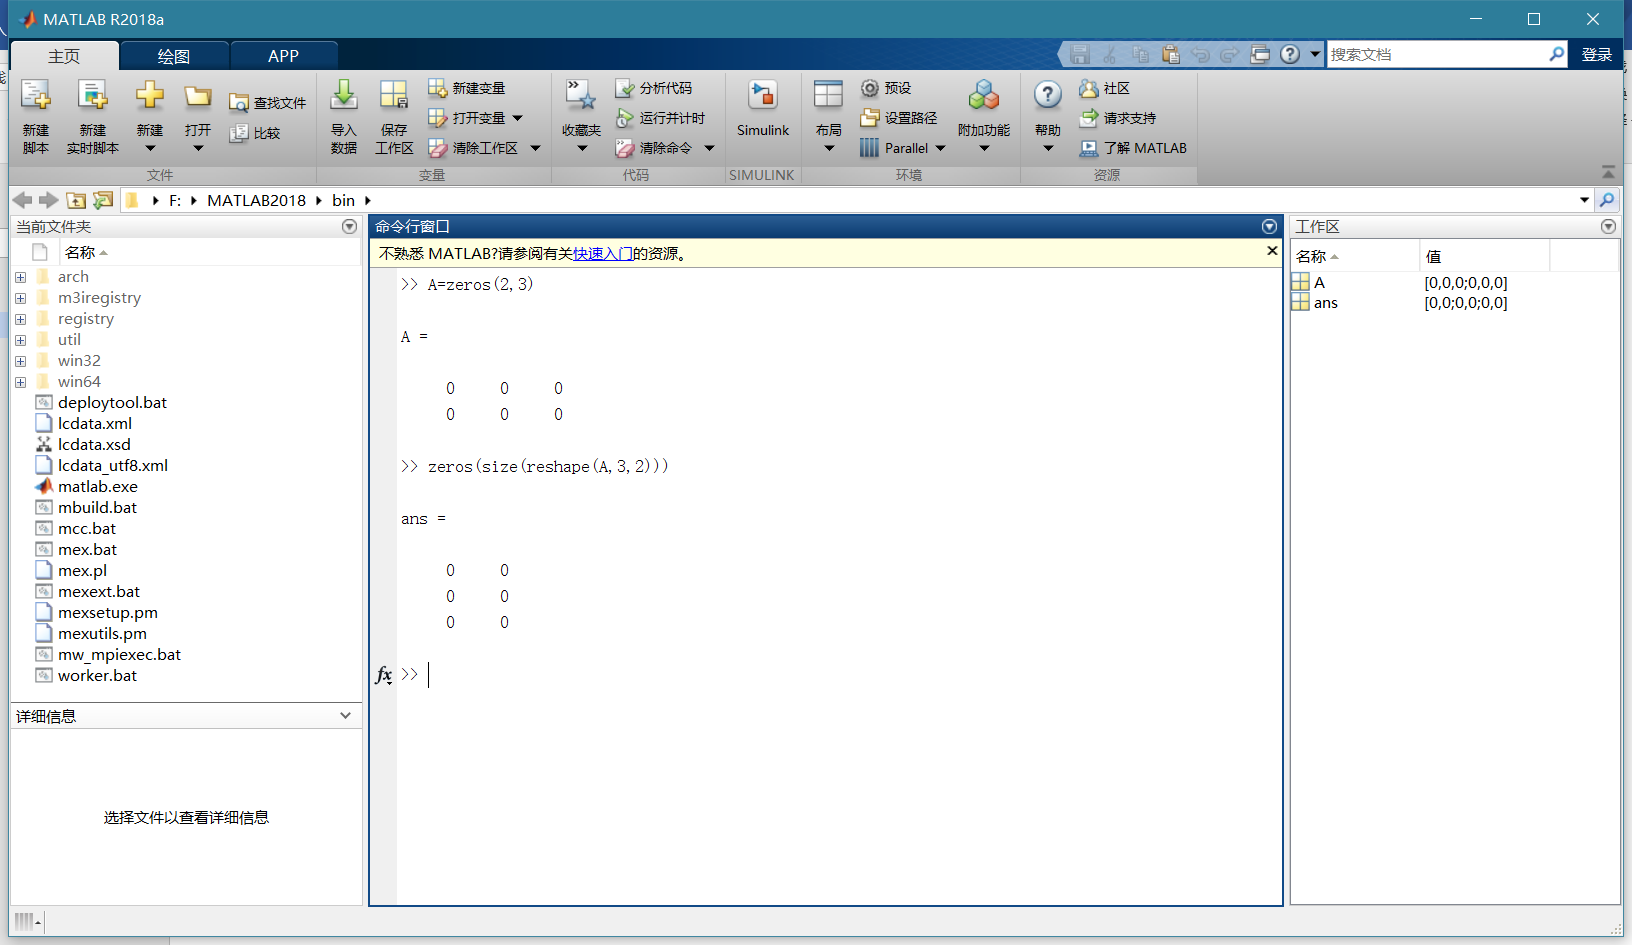 MATLAB R2018a
主页
绘图
APP
搜索文档
登录
新建
脚本
新建
实时脚本
新建
打开
查找文件
比较
文件
导入
数据
保存
工作区
新建变量
打开变量
清除工作区
变量
收藏夹
分析代码
运行并计时
清除命令
代码
Simulink
SIMULINK
布局
预设
设置路径
Parallel
附加功能
环境
帮助
社区
请求支持
了解 MATLAB
资源
F: MATLAB2018 bin
当前文件夹
名称
arch
m3iregistry
registry
util
win32
win64
deploytool.bat
lcdata.xml
lcdata.xsd
lcdata_utf8.xml
matlab.exe
mbuild.bat
mcc.bat
mex.bat
mex.pl
mexext.bat
mexsetup.pm
mexutils.pm
mw_mpiexec.bat
worker.bat
详细信息
选择文件以查看详细信息
命令行窗口
不熟悉 MATLAB?请参阅有关快速入门的资源。
>> A=zeros(2,3)
A =
0 0 0
0 0 0
>> zeros(size(reshape(A,3,2)))
ans =
0 0
0 0
0 0
fx >>
工作区
名称 值
A [0,0,0;0,0,0]
ans [0,0;0,0;0,0]